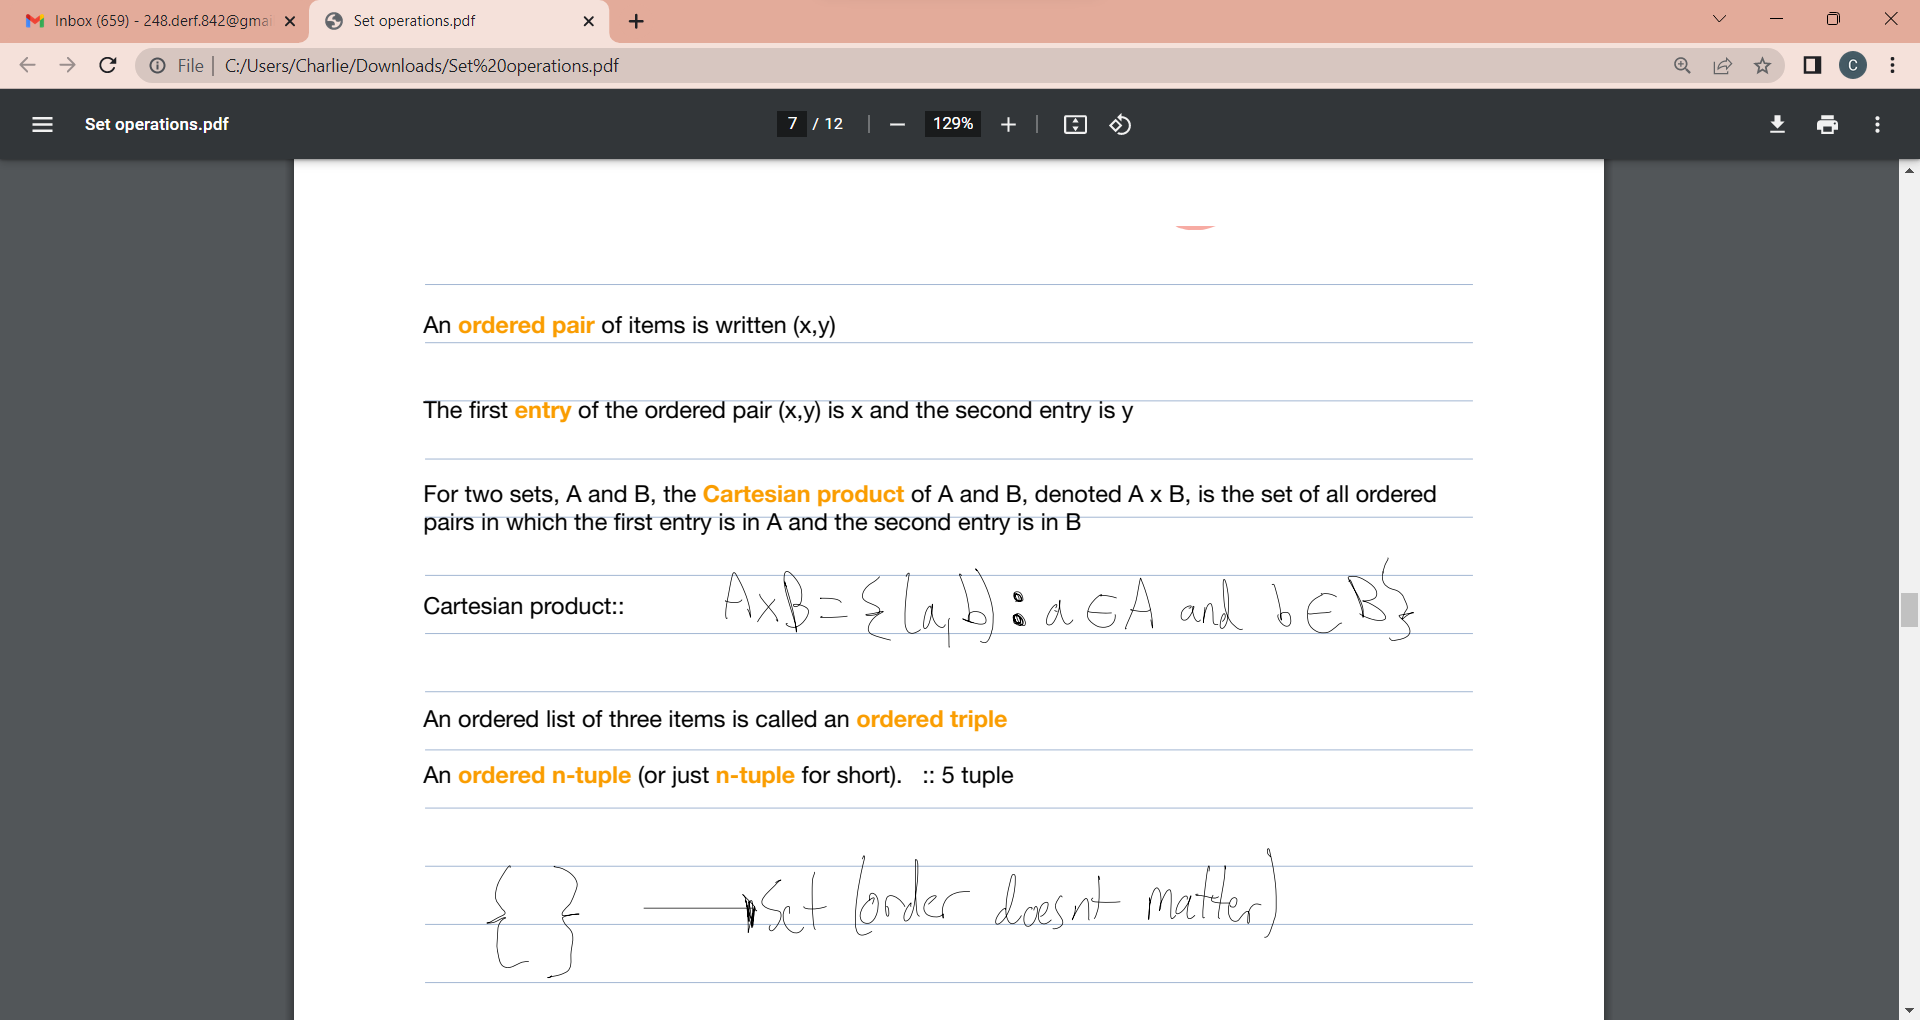 Inbox (659) - 248.derf.842@gmai
Set operations.pdf
File | C:/Users/Charlie/Downloads/Set%20operations.pdf
C
Set operations.pdf
7 / 12
129%
An ordered pair of items is written (x,y)
The first entry of the ordered pair (x,y) is x and the second entry is y
For two sets, A and B, the Cartesian product of A and B, denoted A x B, is the set of all ordered
pairs in which the first entry is in A and the second entry is in B
Cartesian product:: A×B={(a,b): a∈A and b∈B}
An ordered list of three items is called an ordered triple
An ordered n-tuple (or just n-tuple for short). :: 5 tuple
{ } → Set (order doesnt matter)